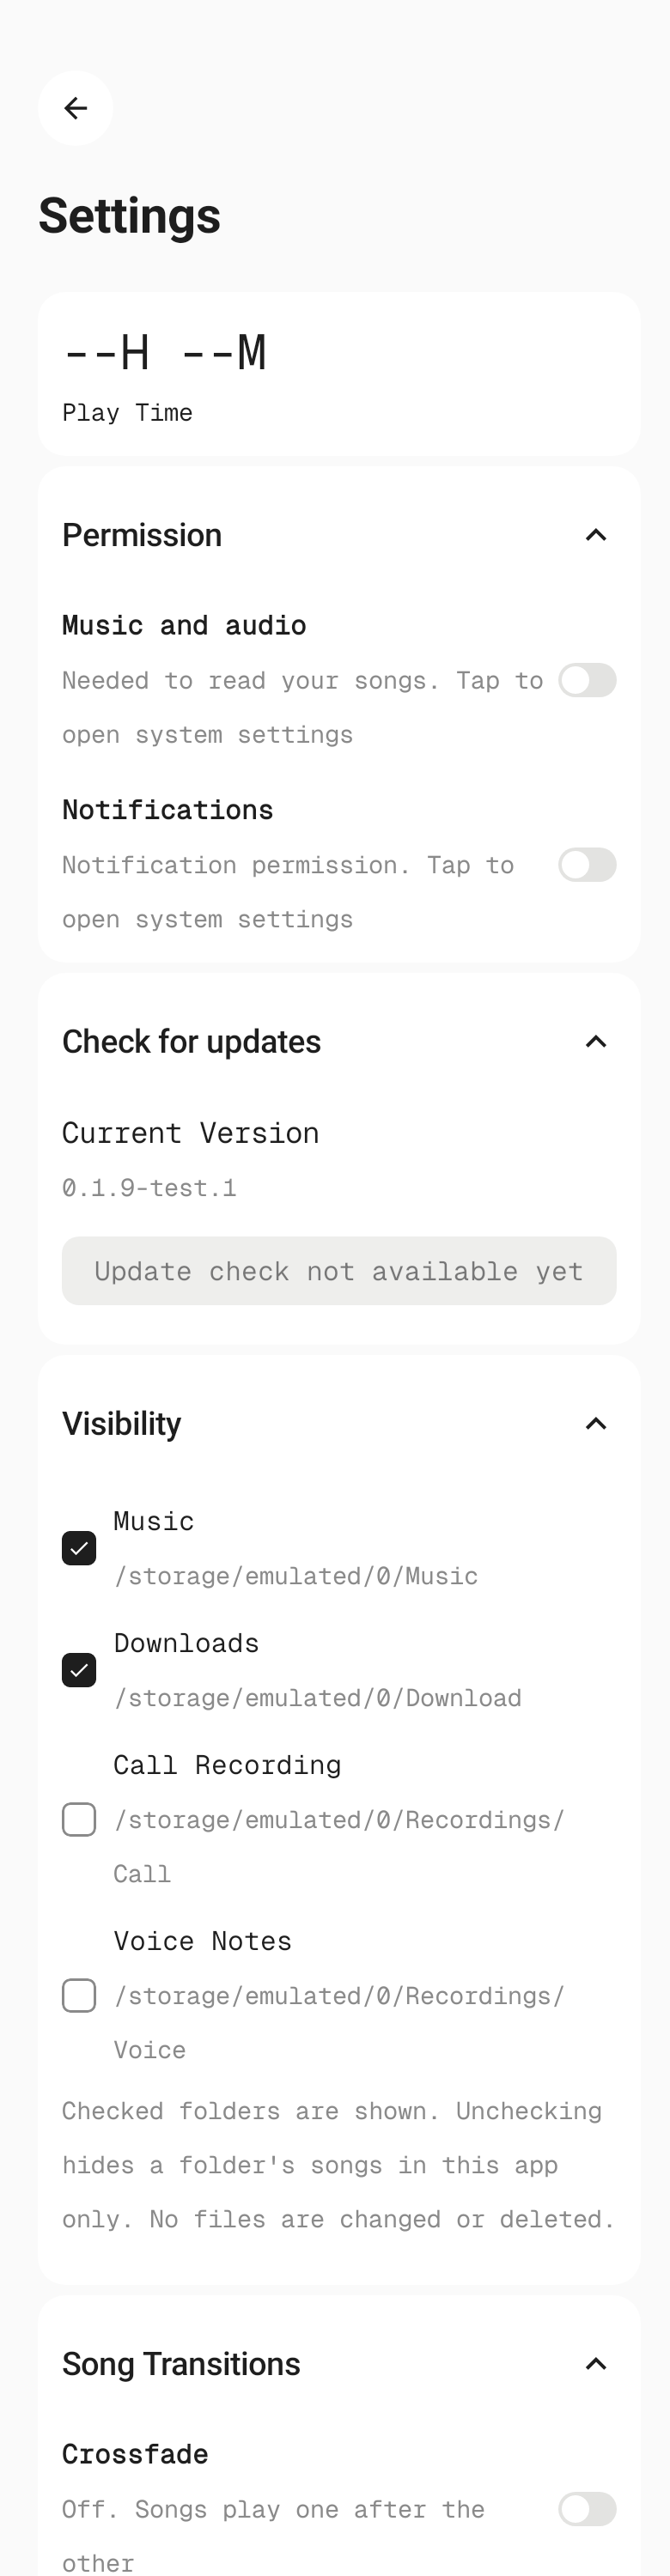 Settings
--H --M
Play Time
Permission
Music and audio
Needed to read your songs. Tap to
open system settings
Notifications
Notification permission. Tap to
open system settings
Check for updates
Current Version
0.1.9-test.1
Update check not available yet
Visibility
Music
/storage/emulated/0/Music
Downloads
/storage/emulated/0/Download
Call Recording
/storage/emulated/0/Recordings/
Call
Voice Notes
/storage/emulated/0/Recordings/
Voice
Checked folders are shown. Unchecking
hides a folder's songs in this app
only. No files are changed or deleted.
Song Transitions
Crossfade
Off. Songs play one after the
other